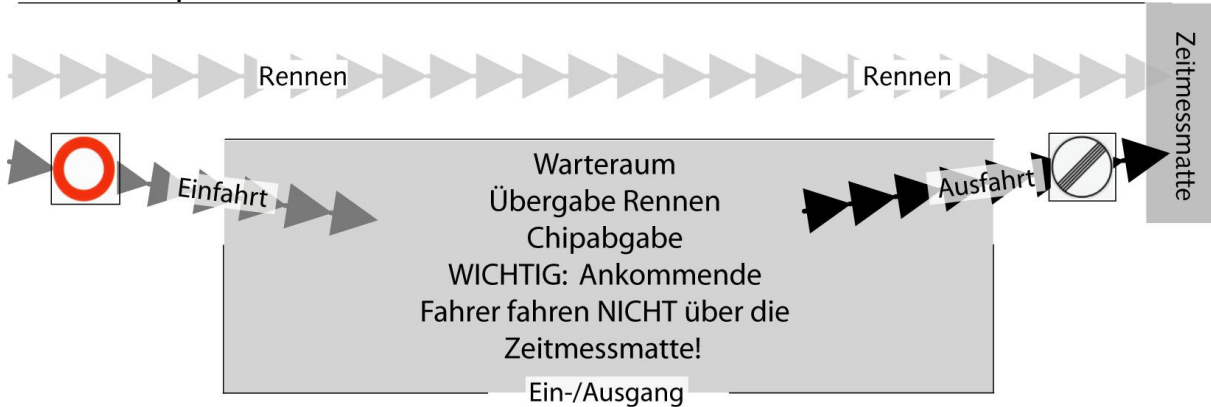 Rennen
Rennen
Zeitmessmatte
Einfahrt
Ausfahrt
Warteraum
Übergabe Rennen
Chipabgabe
WICHTIG: Ankommende
Fahrer fahren NICHT über die
Zeitmessmatte!
Ein-/Ausgang